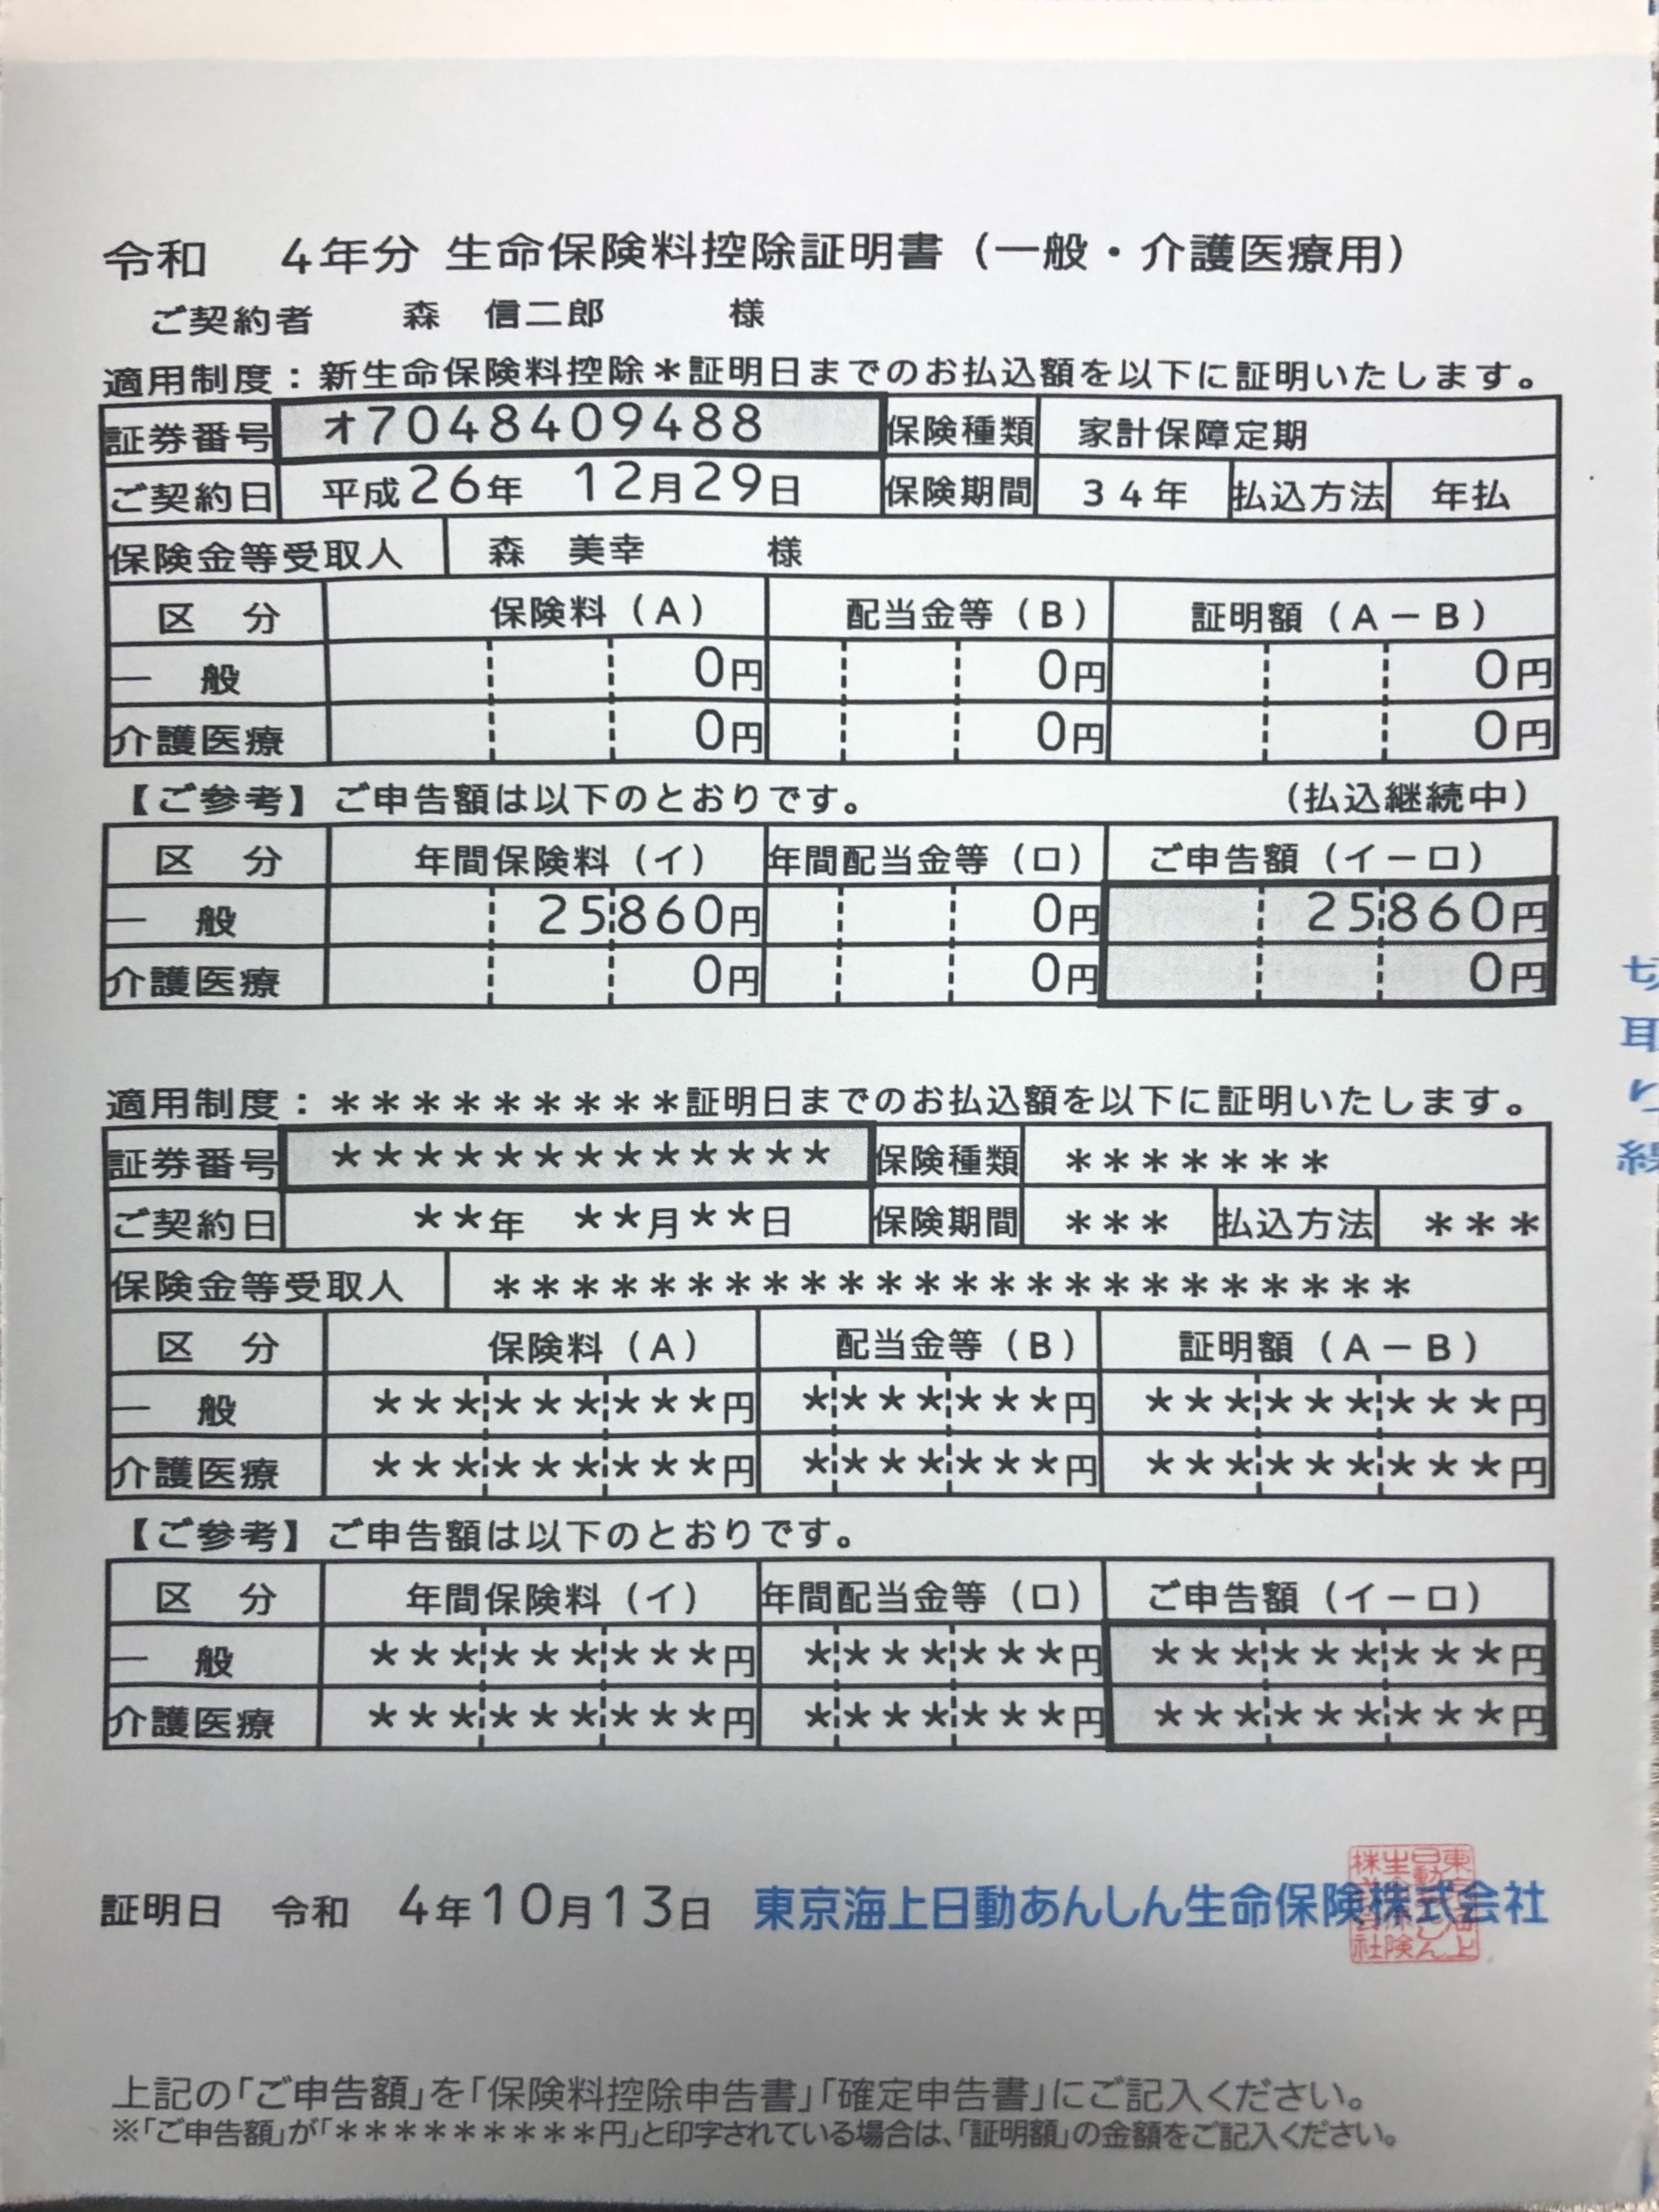 令和 4年分 生命保険料控除証明書（一般・介護医療用）
ご契約者 森 信二郎 様
適用制度：新生命保険料控除＊証明日までのお払込額を以下に証明いたします。
証券番号 オ7048409488 保険種類 家計保障定期
ご契約日 平成26年 12月29日 保険期間 34年 払込方法 年払
保険金等受取人 森 美幸 様
区 分 保険料（A） 配当金等（B） 証明額（A－B）
一 般 0円 0円 0円
介護医療 0円 0円 0円
【ご参考】ご申告額は以下のとおりです。 （払込継続中）
区 分 年間保険料（イ） 年間配当金等（ロ） ご申告額（イ－ロ）
一 般 25860円 0円 25860円
介護医療 0円 0円 0円
適用制度：＊＊＊＊＊＊＊＊＊証明日までのお払込額を以下に証明いたします。
証券番号 ＊＊＊＊＊＊＊＊＊＊＊＊＊ 保険種類 ＊＊＊＊＊＊＊
ご契約日 ＊＊年 ＊＊月＊＊日 保険期間 ＊＊＊ 払込方法 ＊＊＊
保険金等受取人 ＊＊＊＊＊＊＊＊＊＊＊＊＊＊＊＊＊＊＊＊＊＊＊＊
区 分 保険料（A） 配当金等（B） 証明額（A－B）
一 般 ＊＊＊＊＊＊＊＊＊円 ＊＊＊＊＊＊＊円 ＊＊＊＊＊＊＊＊＊円
介護医療 ＊＊＊＊＊＊＊＊＊円 ＊＊＊＊＊＊＊円 ＊＊＊＊＊＊＊＊＊円
【ご参考】ご申告額は以下のとおりです。
区 分 年間保険料（イ） 年間配当金等（ロ） ご申告額（イ－ロ）
一 般 ＊＊＊＊＊＊＊＊＊円 ＊＊＊＊＊＊＊円 ＊＊＊＊＊＊＊＊＊円
介護医療 ＊＊＊＊＊＊＊＊＊円 ＊＊＊＊＊＊＊円 ＊＊＊＊＊＊＊＊＊円
証明日 令和 4年10月13日 東京海上日動あんしん生命保険株式会社
上記の「ご申告額」を「保険料控除申告書」「確定申告書」にご記入ください。
※「ご申告額」が「＊＊＊＊＊＊＊＊＊円」と印字されている場合は、「証明額」の金額をご記入ください。
切取り線